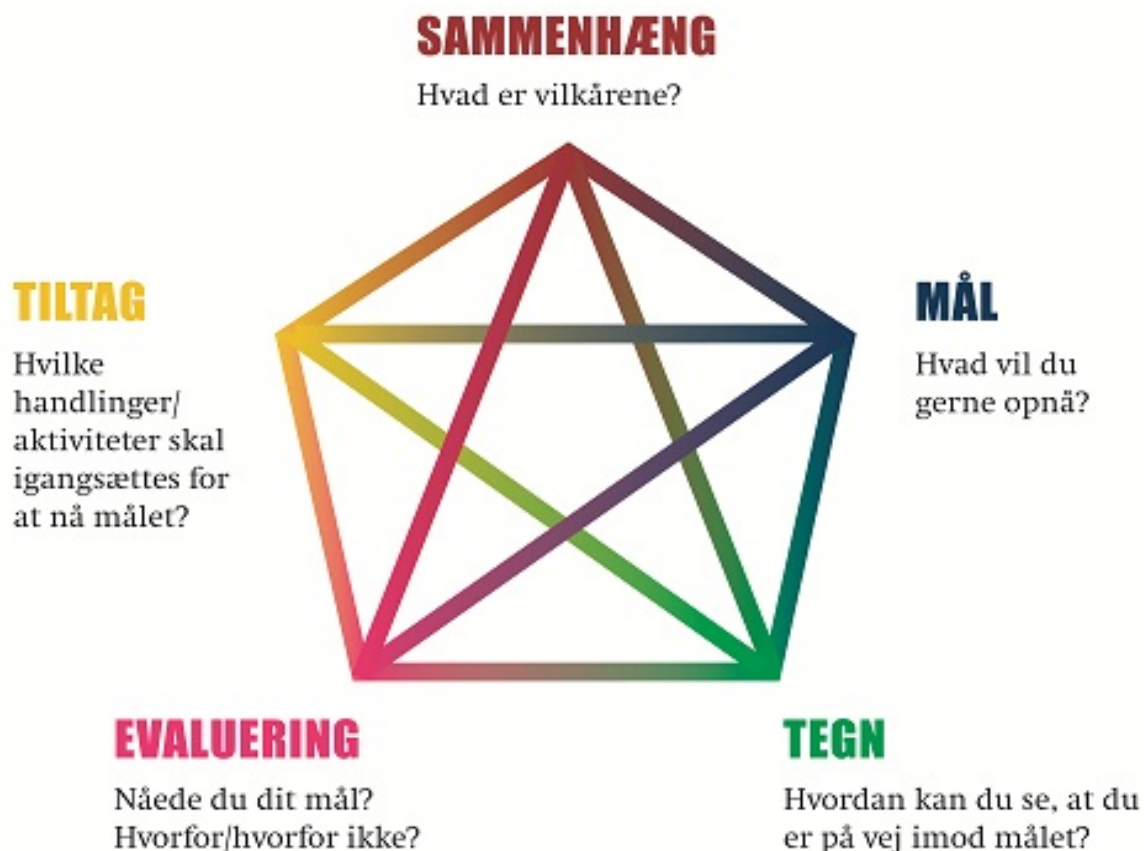 SAMMENHÆNG
Hvad er vilkårene?
TILTAG
Hvilke
handlinger/
aktiviteter skal
igangsættes for
at nå målet?
MÅL
Hvad vil du
gerne opnå?
EVALUERING
Nåede du dit mål?
Hvorfor/hvorfor ikke?
TEGN
Hvordan kan du se, at du
er på vej imod målet?